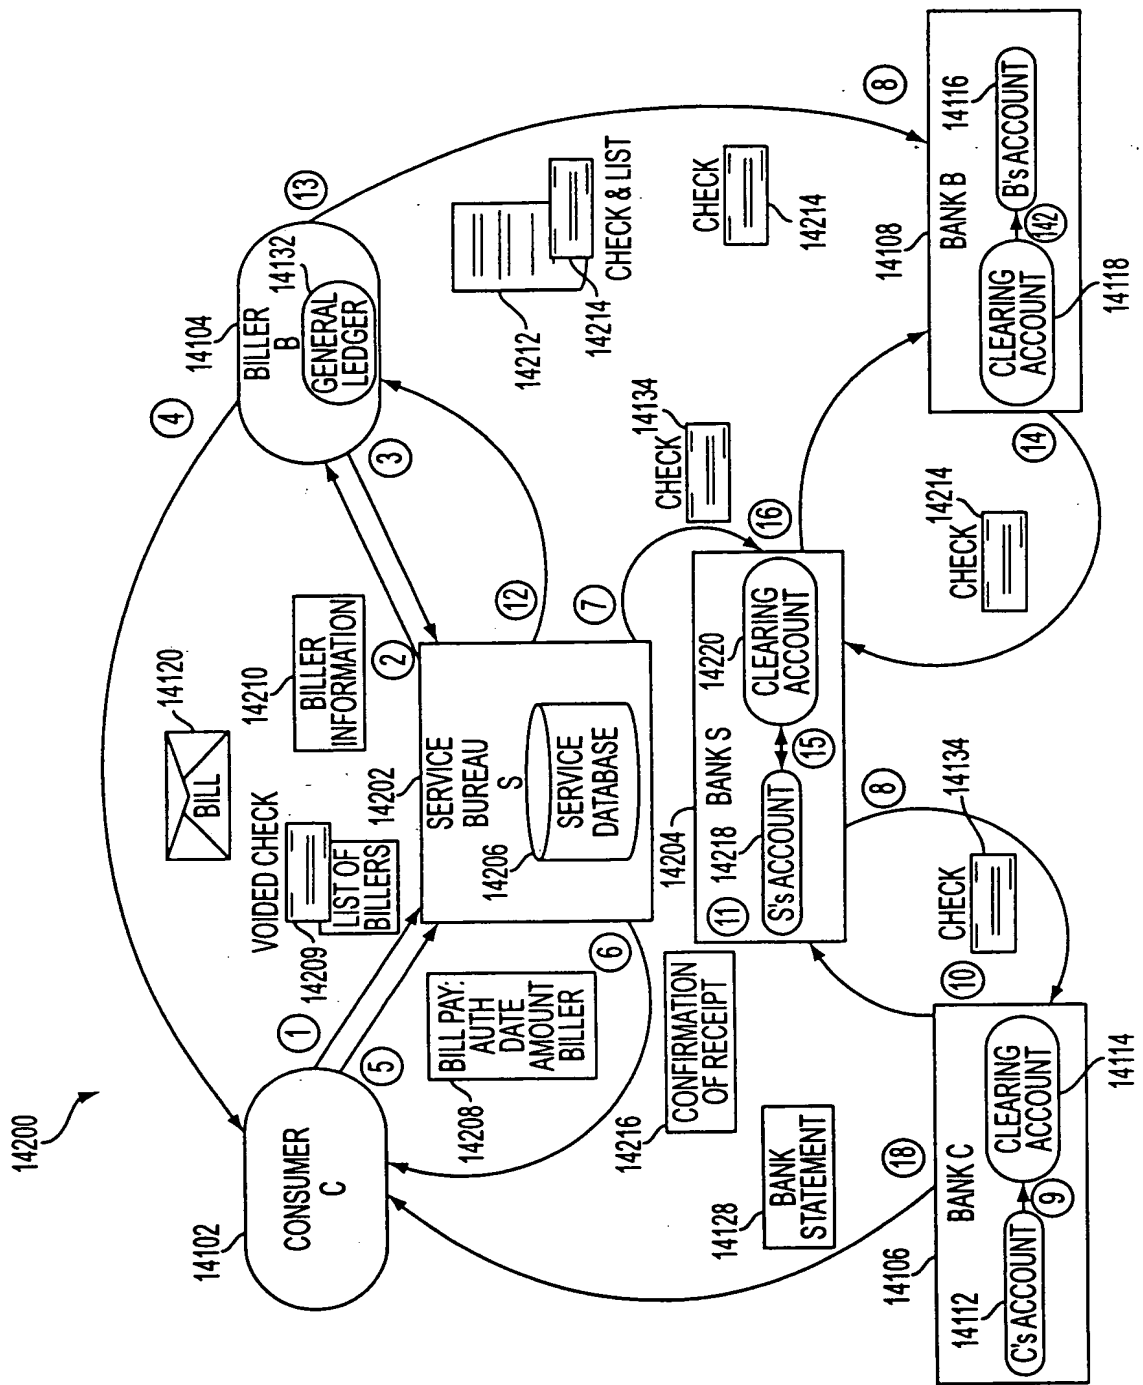 14200
14102
CONSUMER
C
4
BILL
14120
14104
BILLER
B
14132
GENERAL
LEDGER
13
1
5
VOIDED CHECK
LIST OF
BILLERS
14209
BILLER
INFORMATION
14210
2
3
BILL PAY:
AUTH
DATE
AMOUNT
BILLER
14208
6
14202
SERVICE
BUREAU
S
14206
SERVICE
DATABASE
12
7
14212
14214
CHECK & LIST
CHECK
14214
8
CONFIRMATION
OF RECEIPT
14216
BANK
STATEMENT
14128
18
14204
BANK S
11
14218
S's ACCOUNT
15
14220
CLEARING
ACCOUNT
16
CHECK
14134
8
10
CHECK
14134
14106
BANK C
14112
C's ACCOUNT
9
CLEARING
ACCOUNT
14114
14
CHECK
14214
14108
BANK B
CLEARING
ACCOUNT
14118
142
B's ACCOUNT
14116